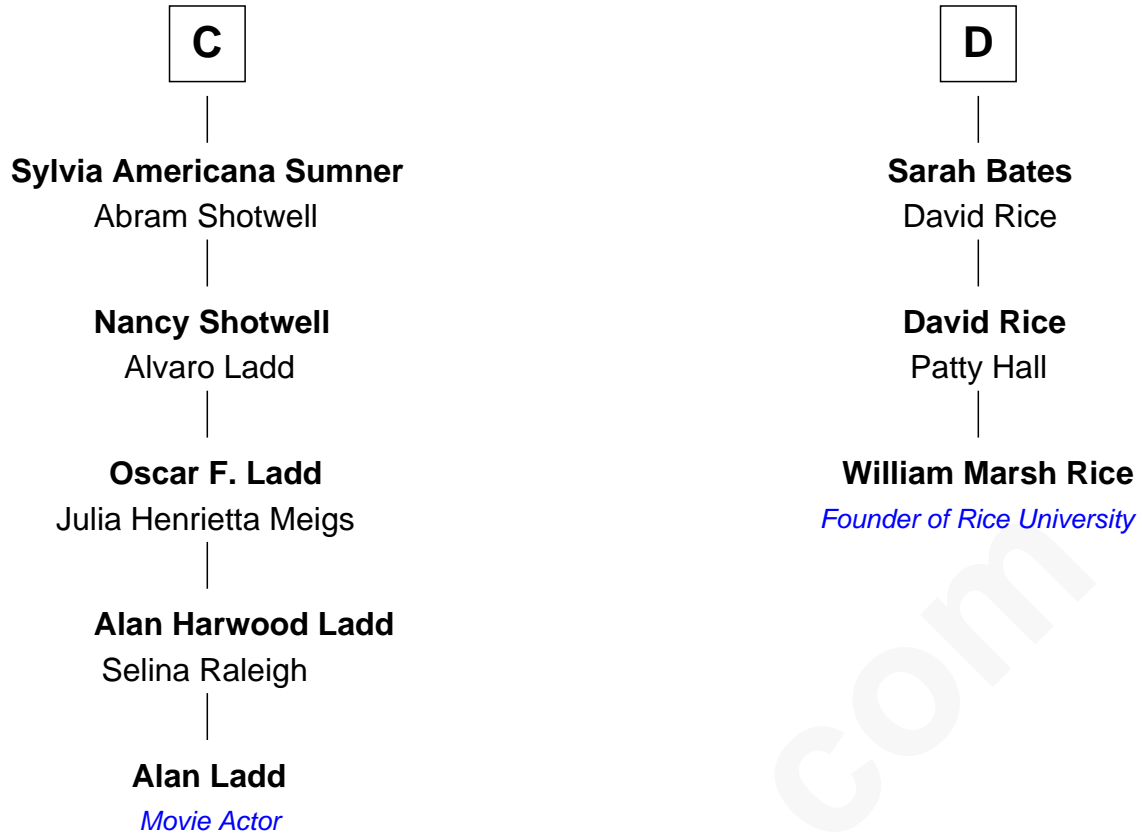 C
Sylvia Americana Sumner
Abram Shotwell
Nancy Shotwell
Alvaro Ladd
Oscar F. Ladd
Julia Henrietta Meigs
Alan Harwood Ladd
Selina Raleigh
Alan Ladd
Movie Actor
D
Sarah Bates
David Rice
David Rice
Patty Hall
William Marsh Rice
Founder of Rice University
com